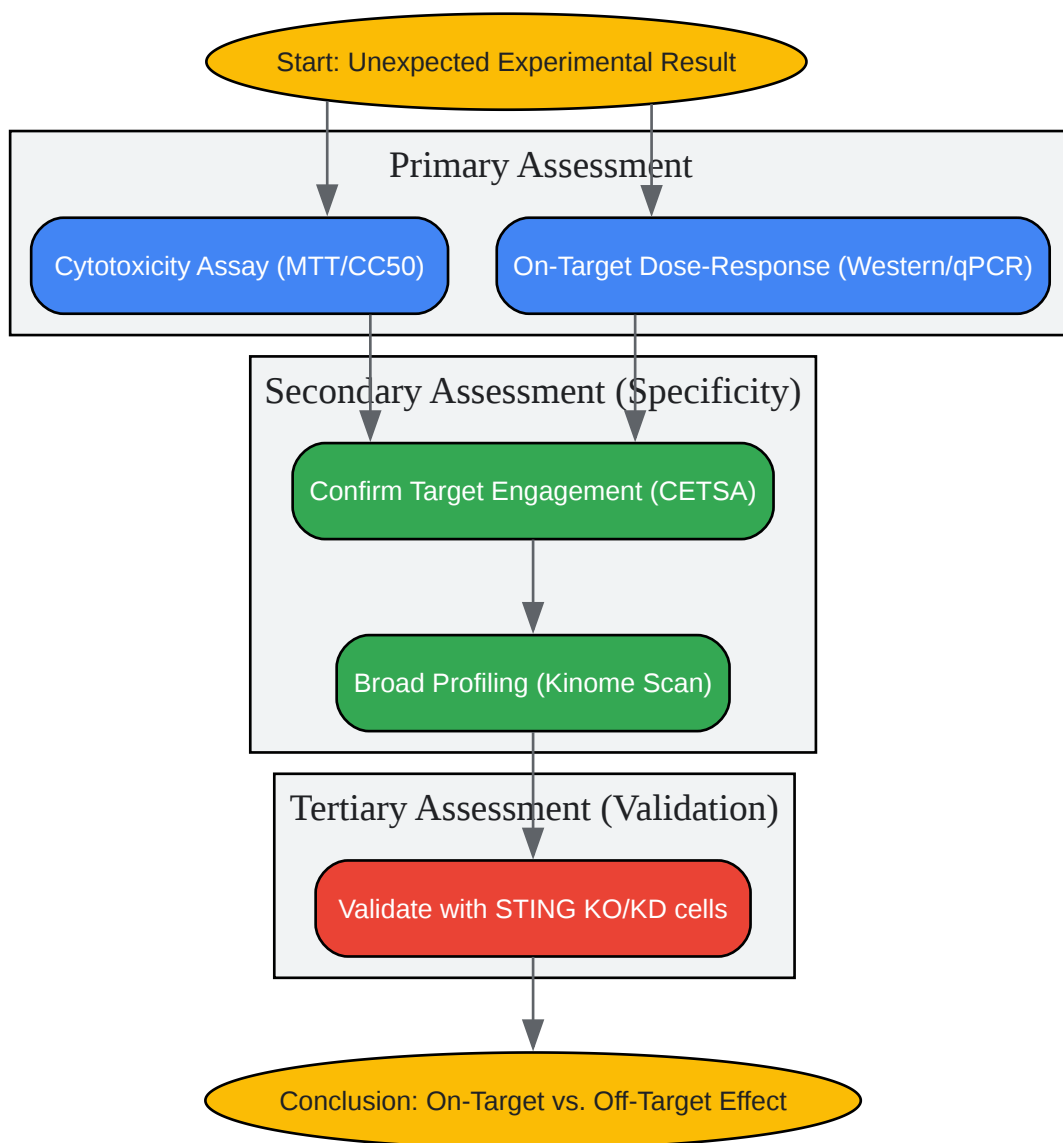 Start: Unexpected Experimental Result
Primary Assessment
Cytotoxicity Assay (MTT/CC50)
On-Target Dose-Response (Western/qPCR)
Secondary Assessment (Specificity)
Confirm Target Engagement (CETSA)
Broad Profiling (Kinome Scan)
Tertiary Assessment (Validation)
Validate with STING KO/KD cells
Conclusion: On-Target vs. Off-Target Effect